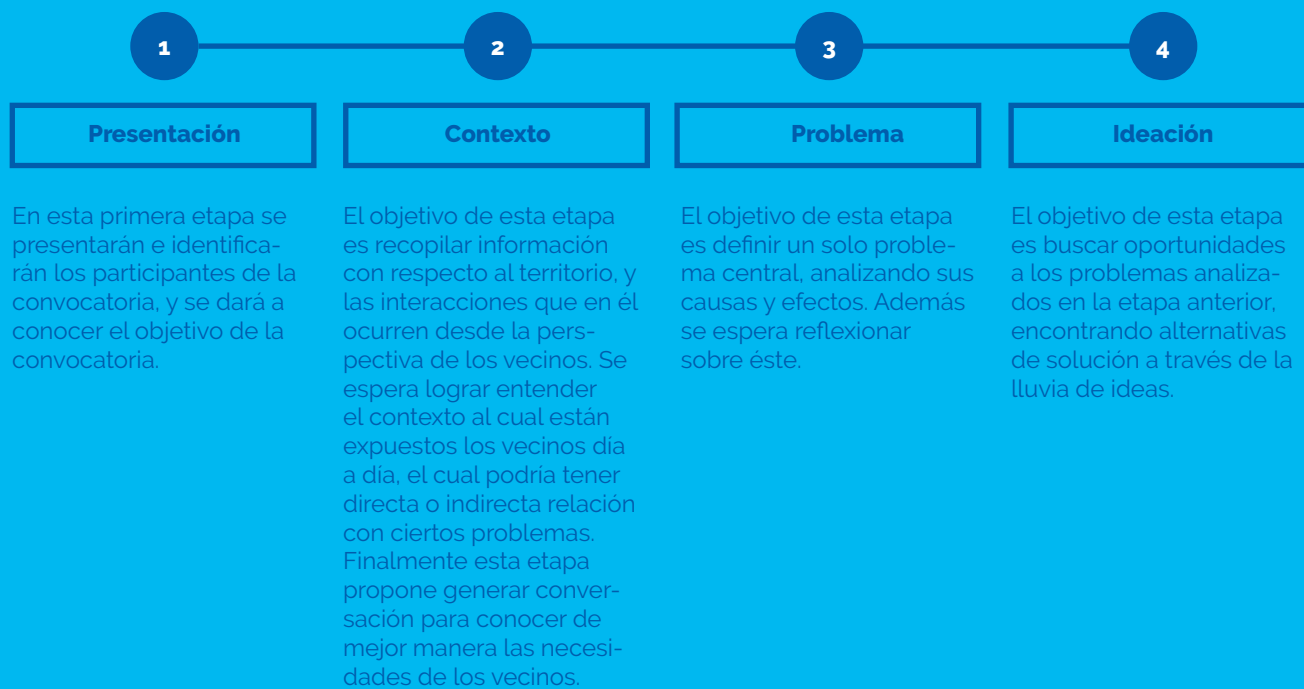 1
2
3
4
Presentación
Contexto
Problema
Ideación
En esta primera etapa se
presentarán e identifica-
rán los participantes de la
convocatoria, y se dará a
conocer el objetivo de la
convocatoria.
El objetivo de esta etapa
es recopilar información
con respecto al territorio, y
las interacciones que en él
ocurren desde la pers-
pectiva de los vecinos. Se
espera lograr entender
el contexto al cual están
expuestos los vecinos día
a día, el cual podría tener
directa o indirecta relación
con ciertos problemas.
Finalmente esta etapa
propone generar conver-
sación para conocer de
mejor manera las necesi-
dades de los vecinos.
El objetivo de esta etapa
es definir un solo proble-
ma central, analizando sus
causas y efectos. Además
se espera reflexionar
sobre éste.
El objetivo de esta etapa
es buscar oportunidades
a los problemas analiza-
dos en la etapa anterior,
encontrando alternativas
de solución a través de la
lluvia de ideas.